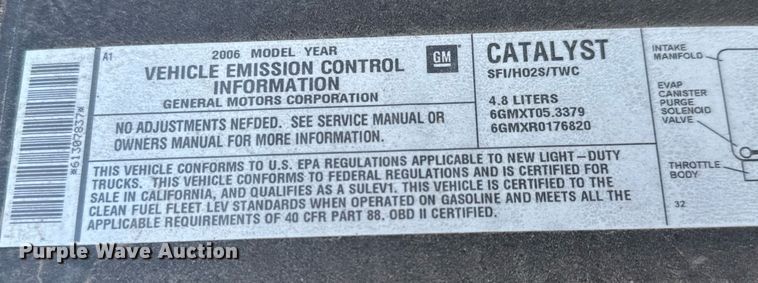 *61307837*
A1
2006 MODEL YEAR
VEHICLE EMISSION CONTROL
INFORMATION
GENERAL MOTORS CORPORATION
GM
NO ADJUSTMENTS NEEDED. SEE SERVICE MANUAL OR
OWNERS MANUAL FOR MORE INFORMATION.
CATALYST
SFI/HO2S/TWC
4.8 LITERS
6GMXT05.3379
6GMXR0176820
THIS VEHICLE CONFORMS TO U.S. EPA REGULATIONS APPLICABLE TO NEW LIGHT-DUTY
TRUCKS. THIS VEHICLE CONFORMS TO FEDERAL REGULATIONS AND IS CERTIFIED FOR
SALE IN CALIFORNIA, AND QUALIFIES AS A SULEV1. THIS VEHICLE IS CERTIFIED TO THE
CLEAN FUEL FLEET LEV STANDARDS WHEN OPERATED ON GASOLINE AND MEETS ALL THE
APPLICABLE REQUIREMENTS OF 40 CFR PART 88. OBD II CERTIFIED.
INTAKE
MANIFOLD
EVAP
CANISTER
PURGE
SOLENOID
VALVE
THROTTLE
BODY
32
Purple Wave Auction